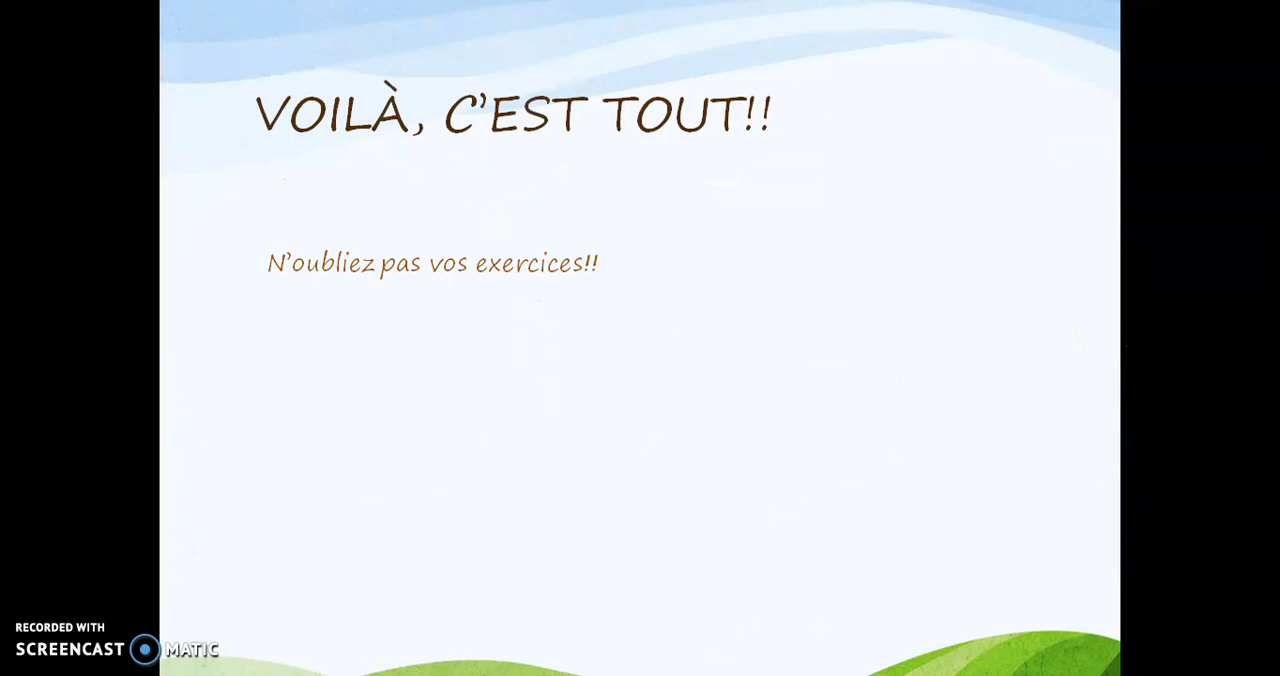 VOILÀ, C'EST TOUT!!
N'oubliez pas vos exercices!!
RECORDED WITH
SCREENCAST MATIC